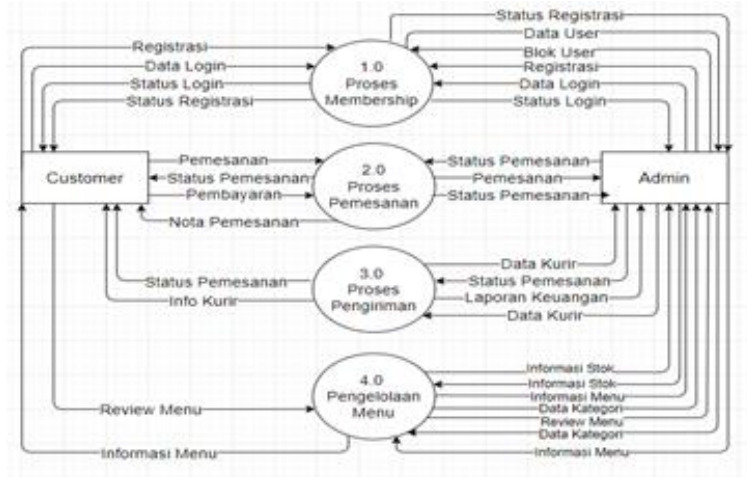 Status Registrasi
Data User
Registrasi
Blok User
Data Login
1.0
Proses
Membership
Registrasi
Status Login
Data Login
Status Registrasi
Status Login
Customer
Pemesanan
Status Pemesanan
Pembayaran
Nota Pemesanan
2.0
Proses
Pemesanan
Status Pemesanan
Pemesanan
Status Pemesanan
Admin
Status Pemesanan
Info Kurir
3.0
Proses
Pengiriman
Data Kurir
Status Pemesanan
Laporan Keuangan
Data Kurir
4.0
Pengelolaan
Menu
Informasi Stok
Informasi Stok
Informasi Menu
Data Kategori
Review Menu
Data Kategori
Informasi Menu
Review Menu
Informasi Menu